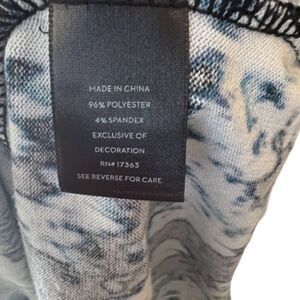 MADE IN CHINA
96% POLYESTER
4% SPANDEX
EXCLUSIVE OF
DECORATION
RN# 17363
SEE REVERSE FOR CARE